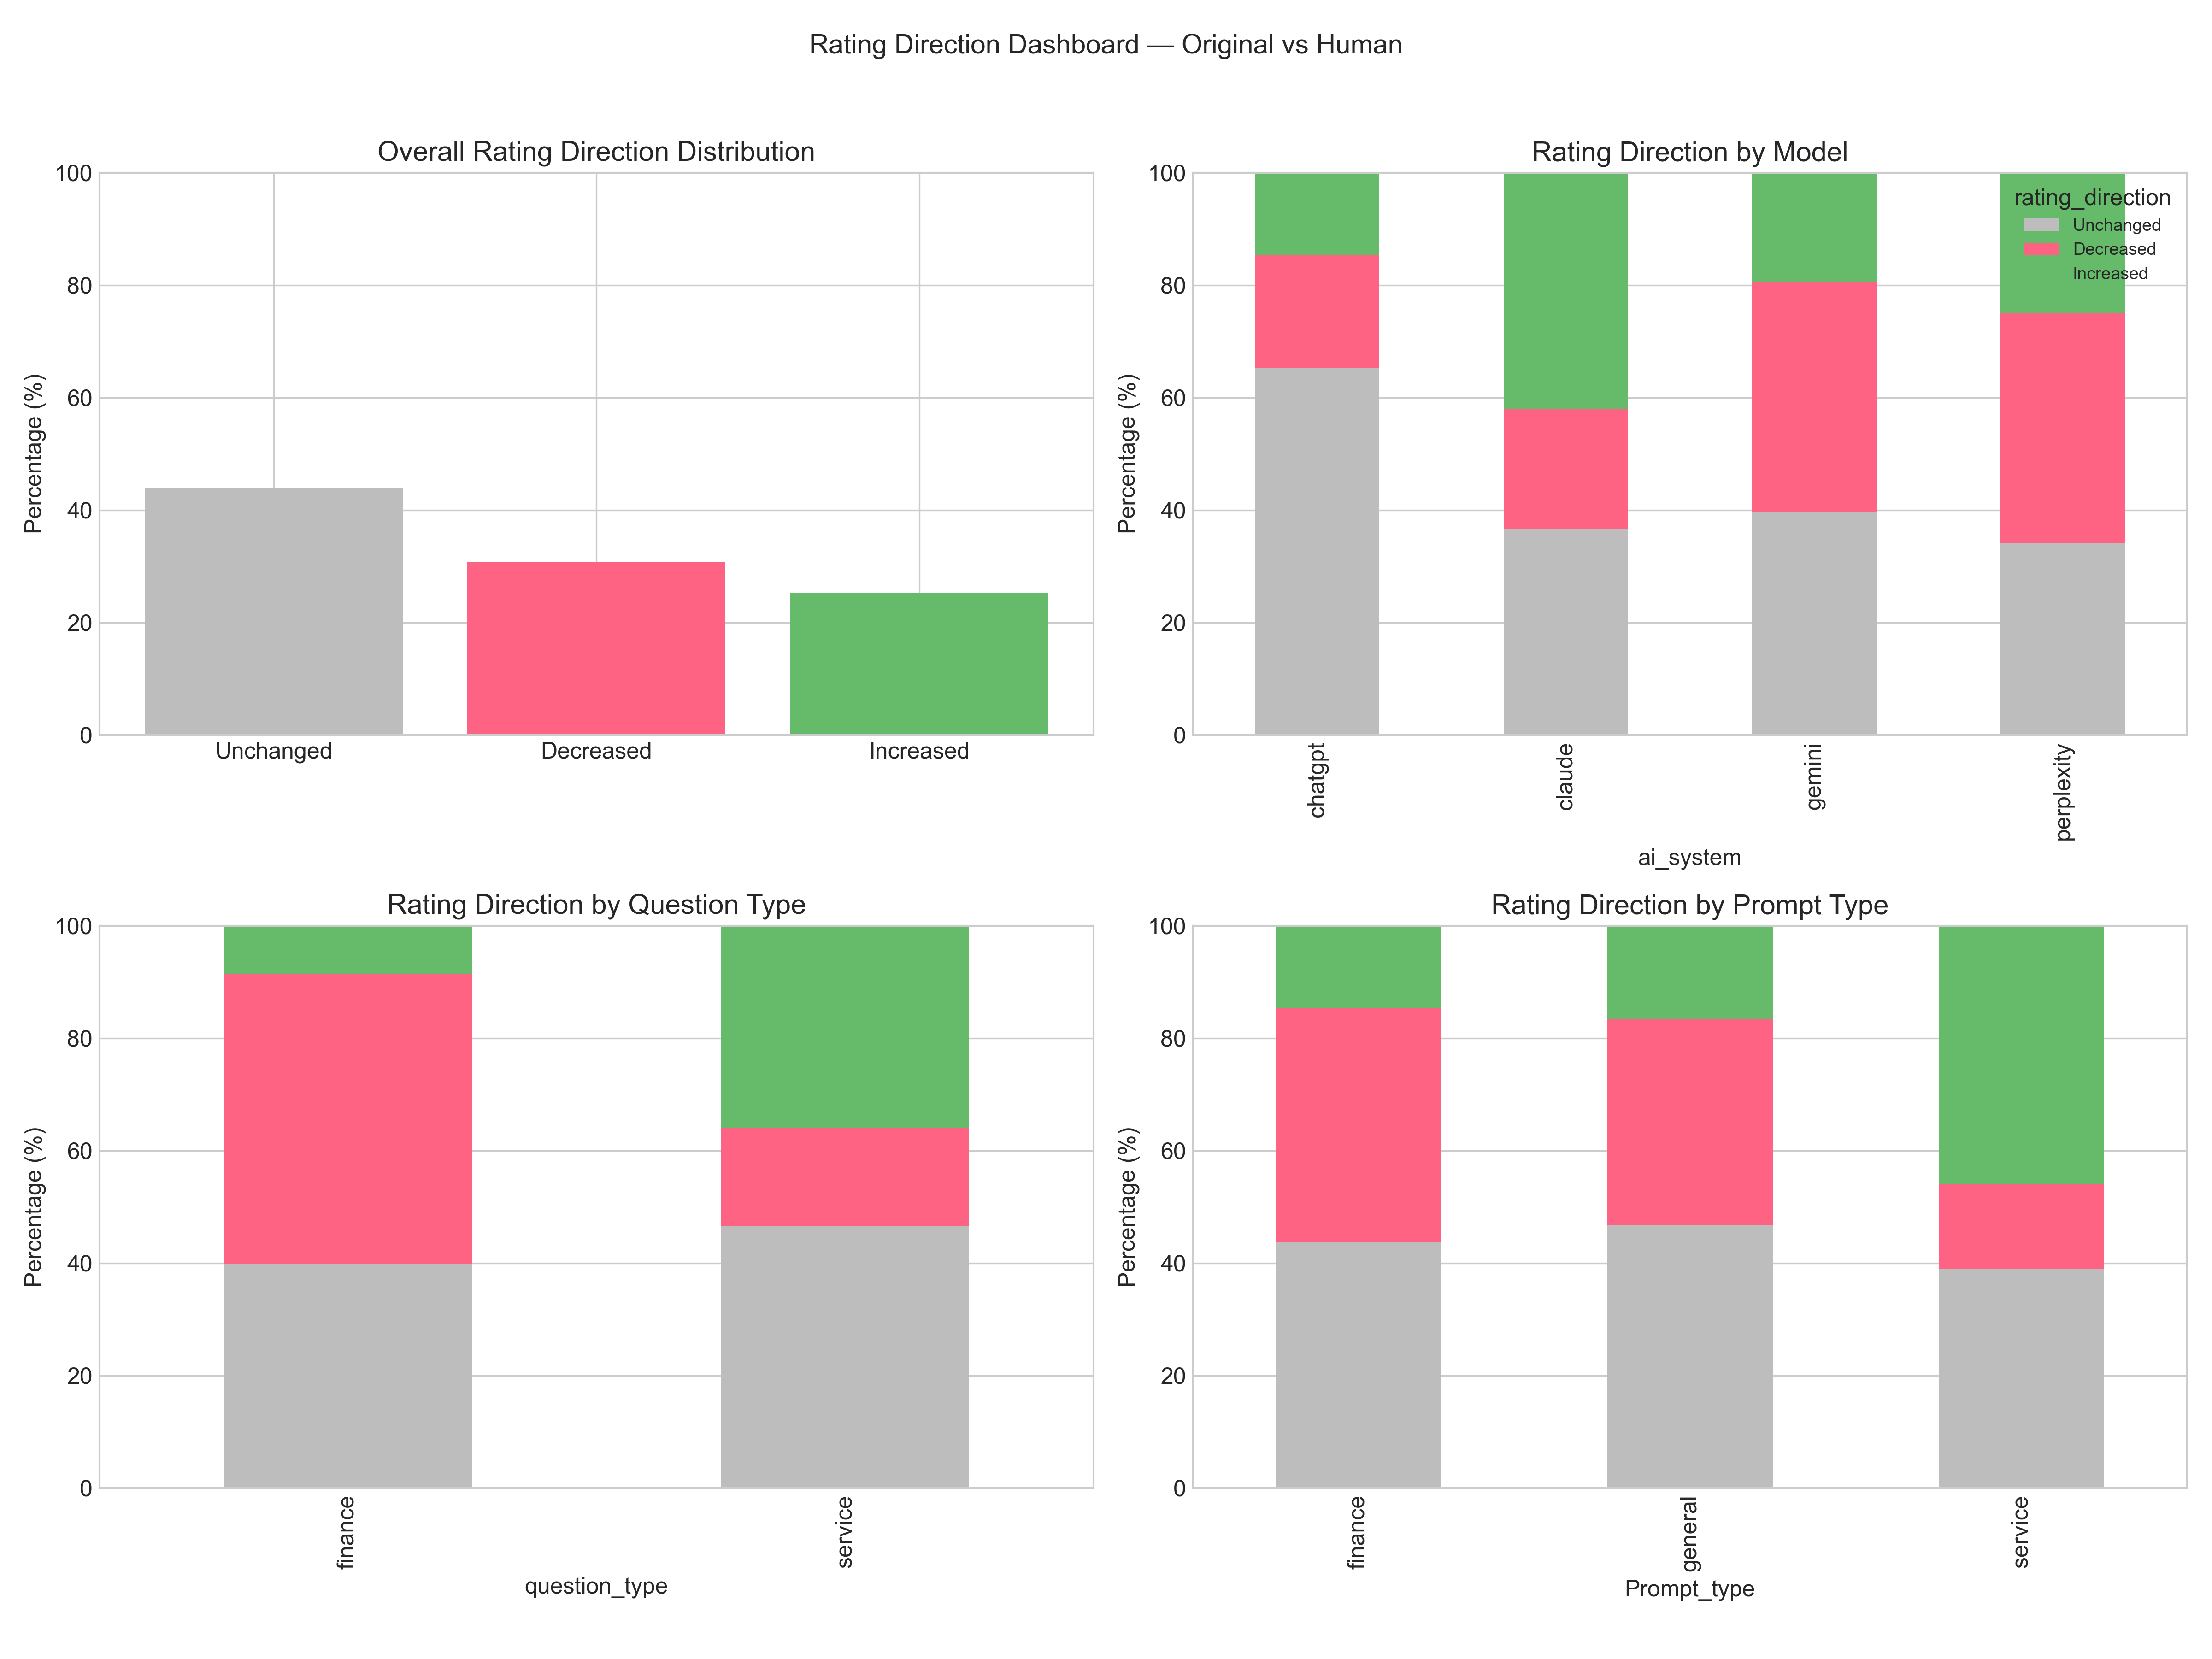 Rating Direction Dashboard — Original vs Human
Overall Rating Direction Distribution
Percentage (%)
100
80
60
40
20
0
Unchanged
Decreased
Increased
Rating Direction by Model
Percentage (%)
100
80
60
40
20
0
rating_direction
Unchanged
Decreased
Increased
chatgpt
claude
gemini
perplexity
ai_system
Rating Direction by Question Type
Percentage (%)
100
80
60
40
20
0
finance
service
question_type
Rating Direction by Prompt Type
Percentage (%)
100
80
60
40
20
0
finance
general
service
Prompt_type